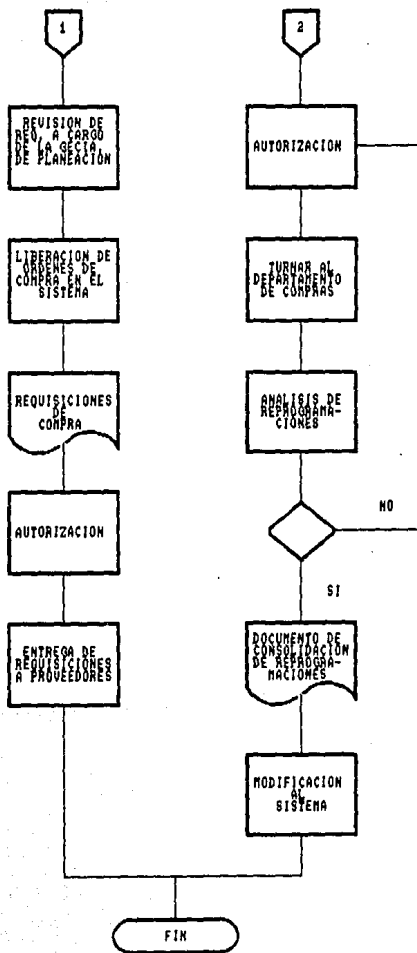 1
REVISION DE
REQ. A CARGO
DE LA GCCIA.
DE PLANEACIÓN
LIBERACION DE
ORDENES DE
COMPRA EN EL
SISTEMA
REQUISICIONES
DE
COMPRA
AUTORIZACION
ENTREGA DE
REQUISICIONES
A PROVEEDORES
2
AUTORIZACION
TURNAR AL
DEPARTAMENTO
DE COMPRAS
ANALISIS DE
REPROGRAMA-
CIONES
NO
SI
DOCUMENTO DE
CONSOLIDACIÓN
DE REPROGRA-
MACIONES
MODIFICACION
AL
SISTEMA
FIN